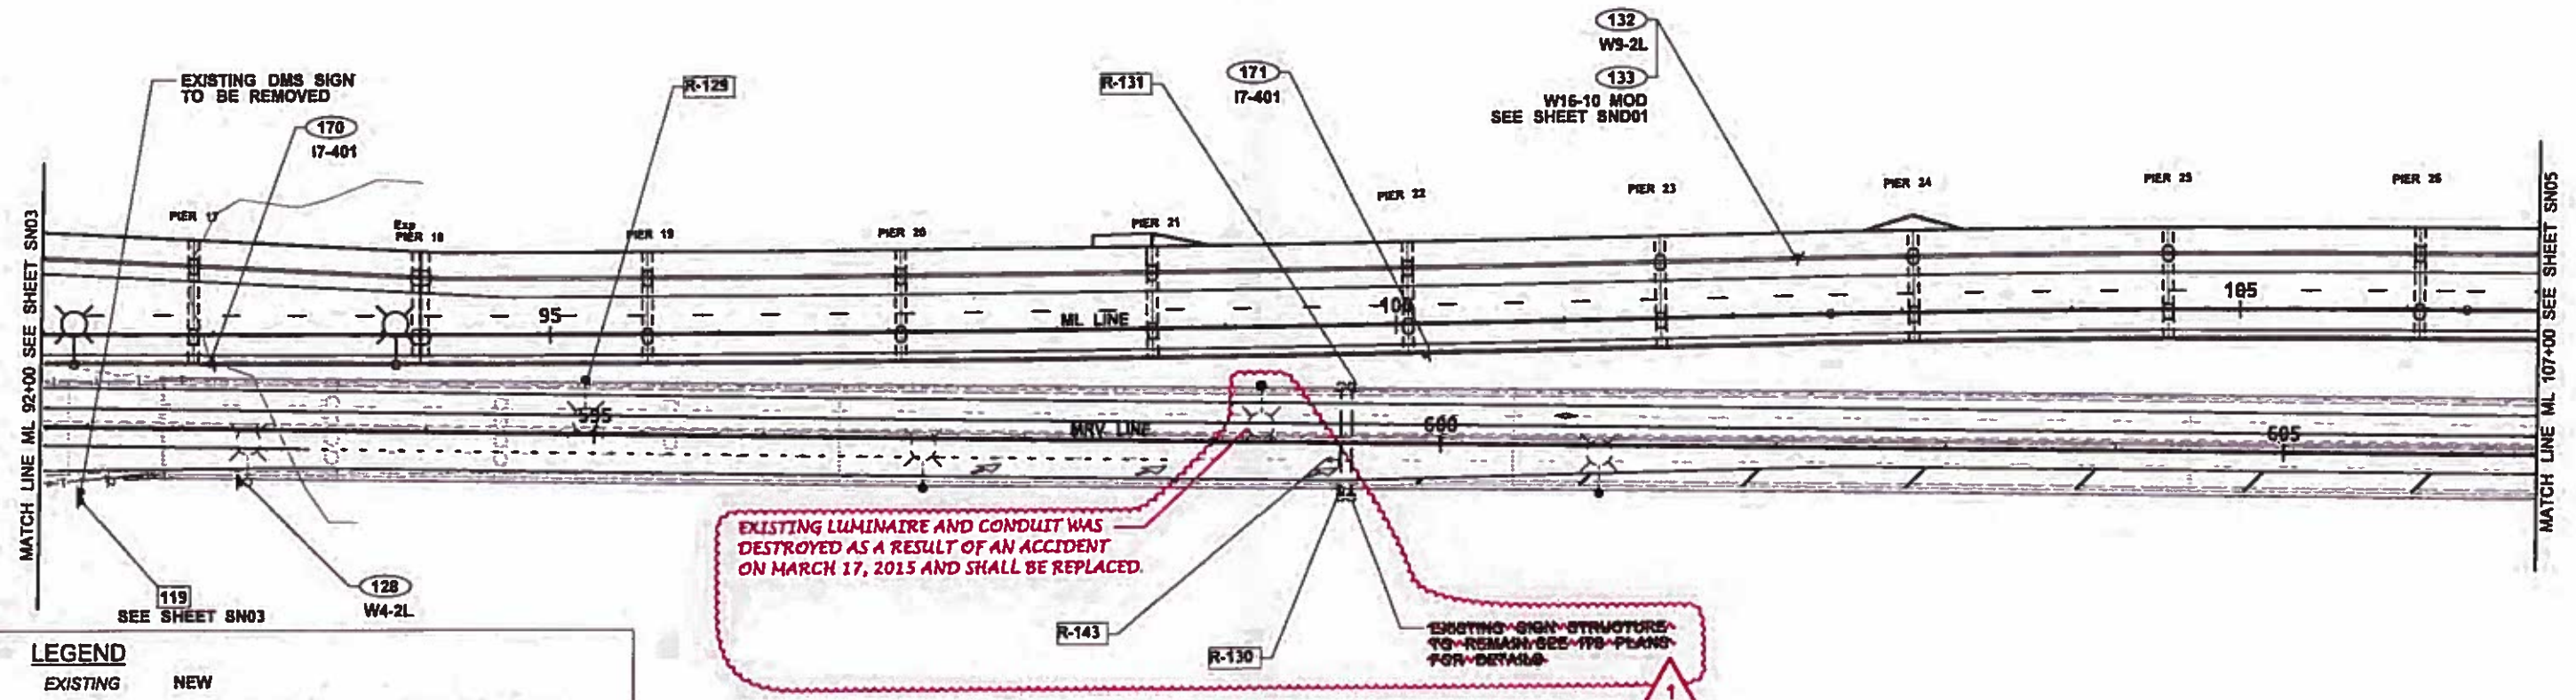 132
W9-2L
133
W16-10 MOD
SEE SHEET SND01
EXISTING DMS SIGN
TO BE REMOVED
170
I7-401
R-129
R-131
171
I7-401
MATCH LINE ML 92+00 SEE SHEET SN03
PIER 17
Exp
PIER 18
PIER 19
PIER 20
PIER 21
PIER 22
PIER 23
PIER 24
PIER 25
PIER 26
MATCH LINE ML 107+00 SEE SHEET SN05
95
ML LINE
100
105
595
MRV LINE
600
605
EXISTING LUMINAIRE AND CONDUIT WAS
DESTROYED AS A RESULT OF AN ACCIDENT
ON MARCH 17, 2015 AND SHALL BE REPLACED.
119
SEE SHEET SN03
128
W4-2L
R-143
R-130
EXISTING SIGN STRUCTURE
TO REMAIN SEE ITS PLANS
FOR DETAILS
1
LEGEND
EXISTING NEW